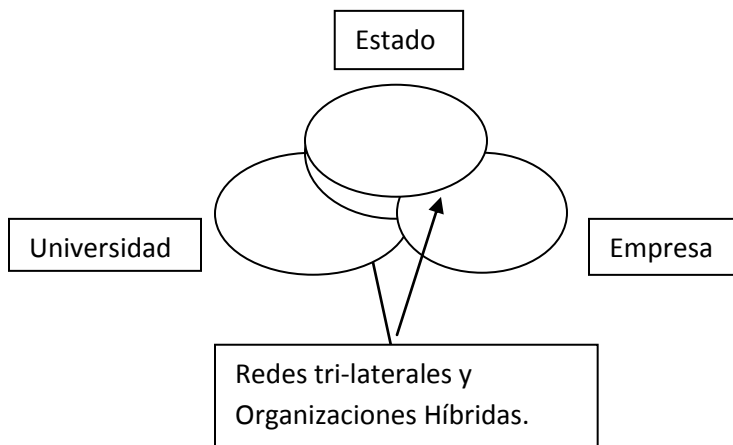 Estado
Universidad
Empresa
Redes tri-laterales y
Organizaciones Híbridas.